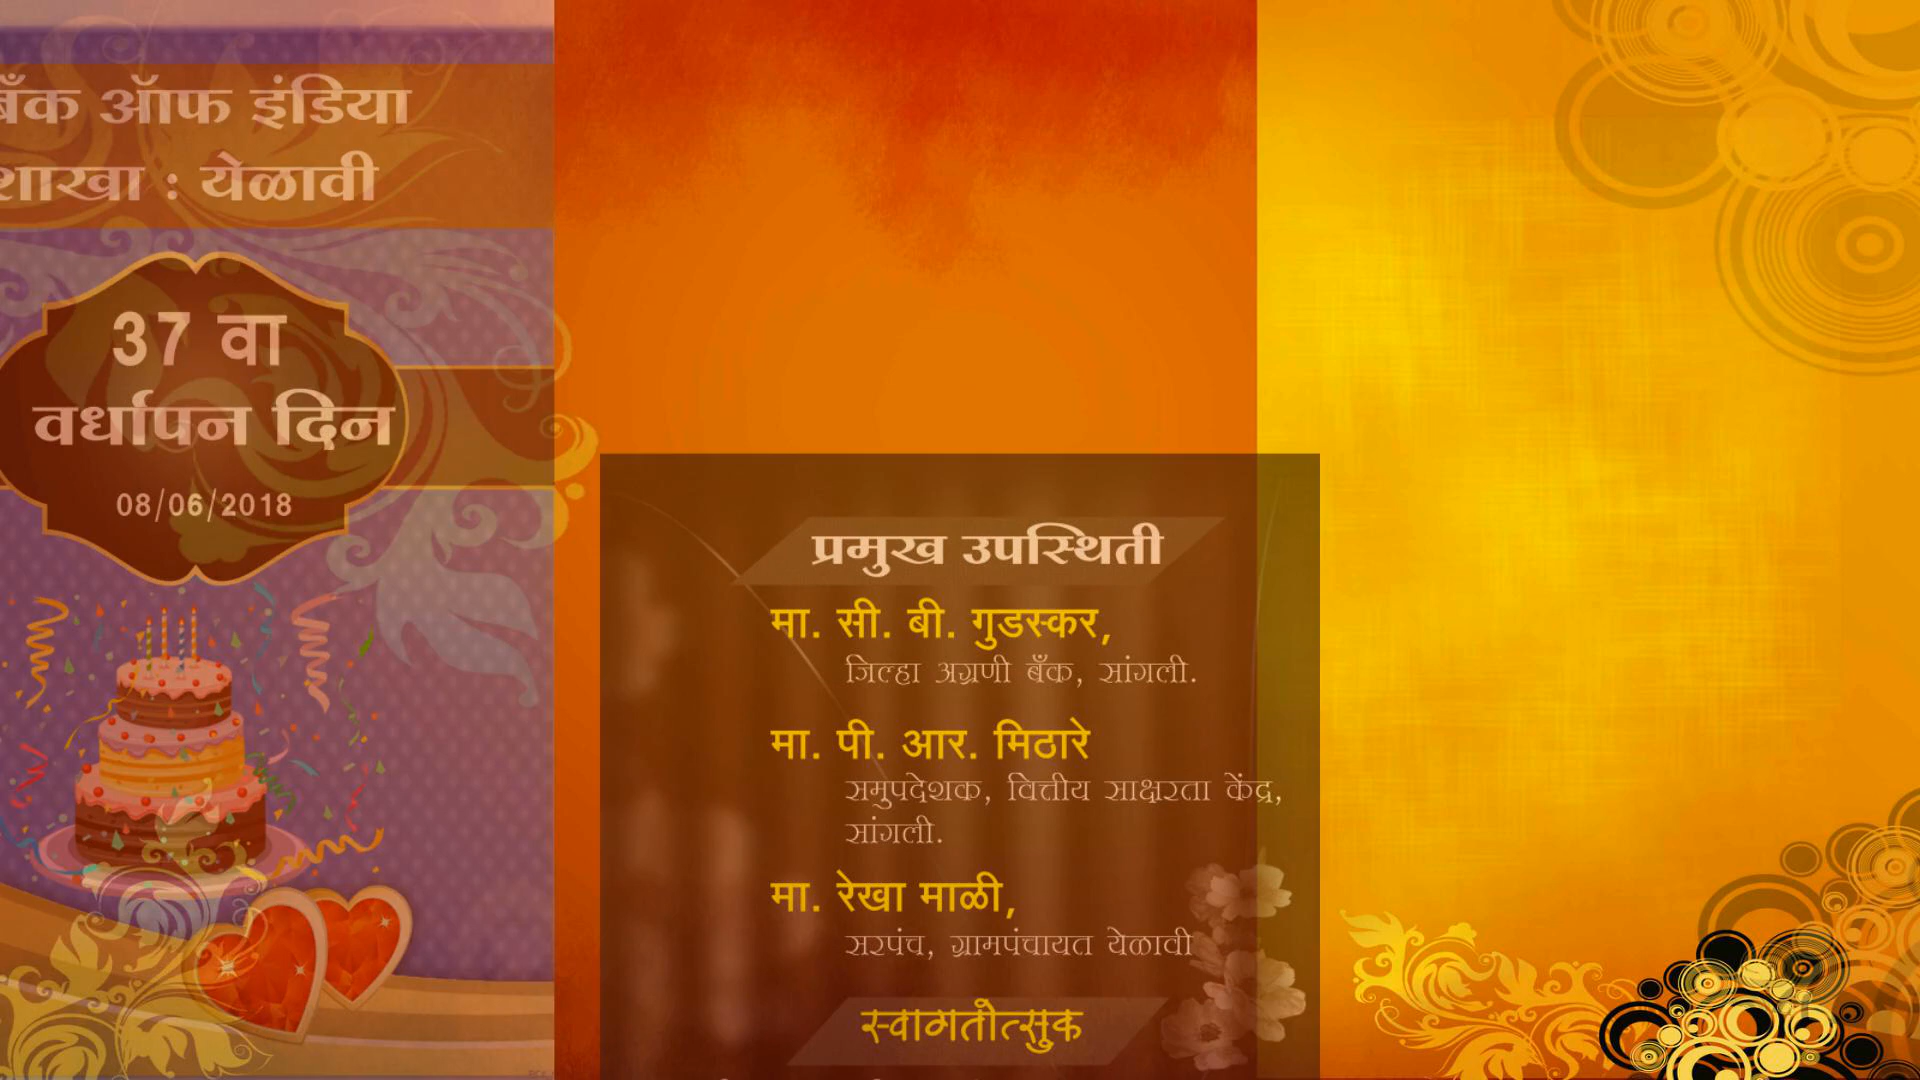 बँक ऑफ इंडिया
शाखा : येळावी
37 वा
वर्धापन दिन
08/06/2018
प्रमुख उपस्थिती
मा. सी. बी. गुडस्कर,
जिल्हा अग्रणी बँक, सांगली.
मा. पी. आर. मिठारे
समुपदेशक, वित्तीय साक्षरता केंद्र,
सांगली.
मा. रेखा माळी,
सरपंच, ग्रामपंचायत येळावी
स्वागतोत्सुक